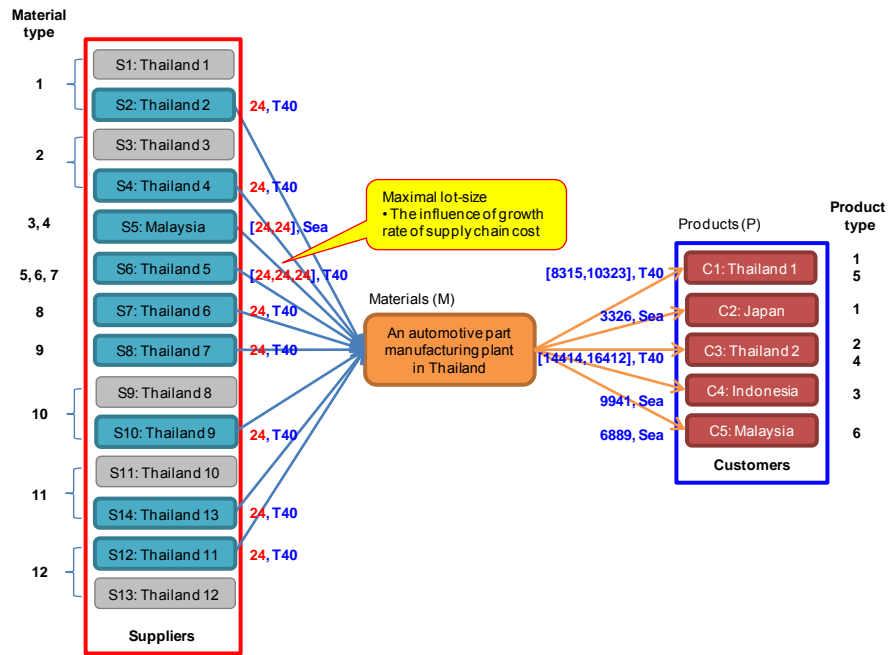 Material
type
S1: Thailand 1
1
S2: Thailand 2
24, T40
S3: Thailand 3
2
S4: Thailand 4
24, T40
Maximal lot-size
• The influence of growth
rate of supply chain cost
3, 4
S5: Malaysia
[24,24], Sea
Products (P)
Product
type
5, 6, 7
S6: Thailand 5
[24,24,24], T40
[8315,10323], T40
C1: Thailand 1
1
5
Materials (M)
8
S7: Thailand 6
24, T40
3326, Sea
C2: Japan
1
An automotive part
manufacturing plant
in Thailand
9
S8: Thailand 7
24, T40
[14414,16412], T40
C3: Thailand 2
2
4
S9: Thailand 8
9941, Sea
C4: Indonesia
3
10
S10: Thailand 9
24, T40
6889, Sea
C5: Malaysia
6
S11: Thailand 10
Customers
11
S14: Thailand 13
24, T40
S12: Thailand 11
24, T40
12
S13: Thailand 12
Suppliers